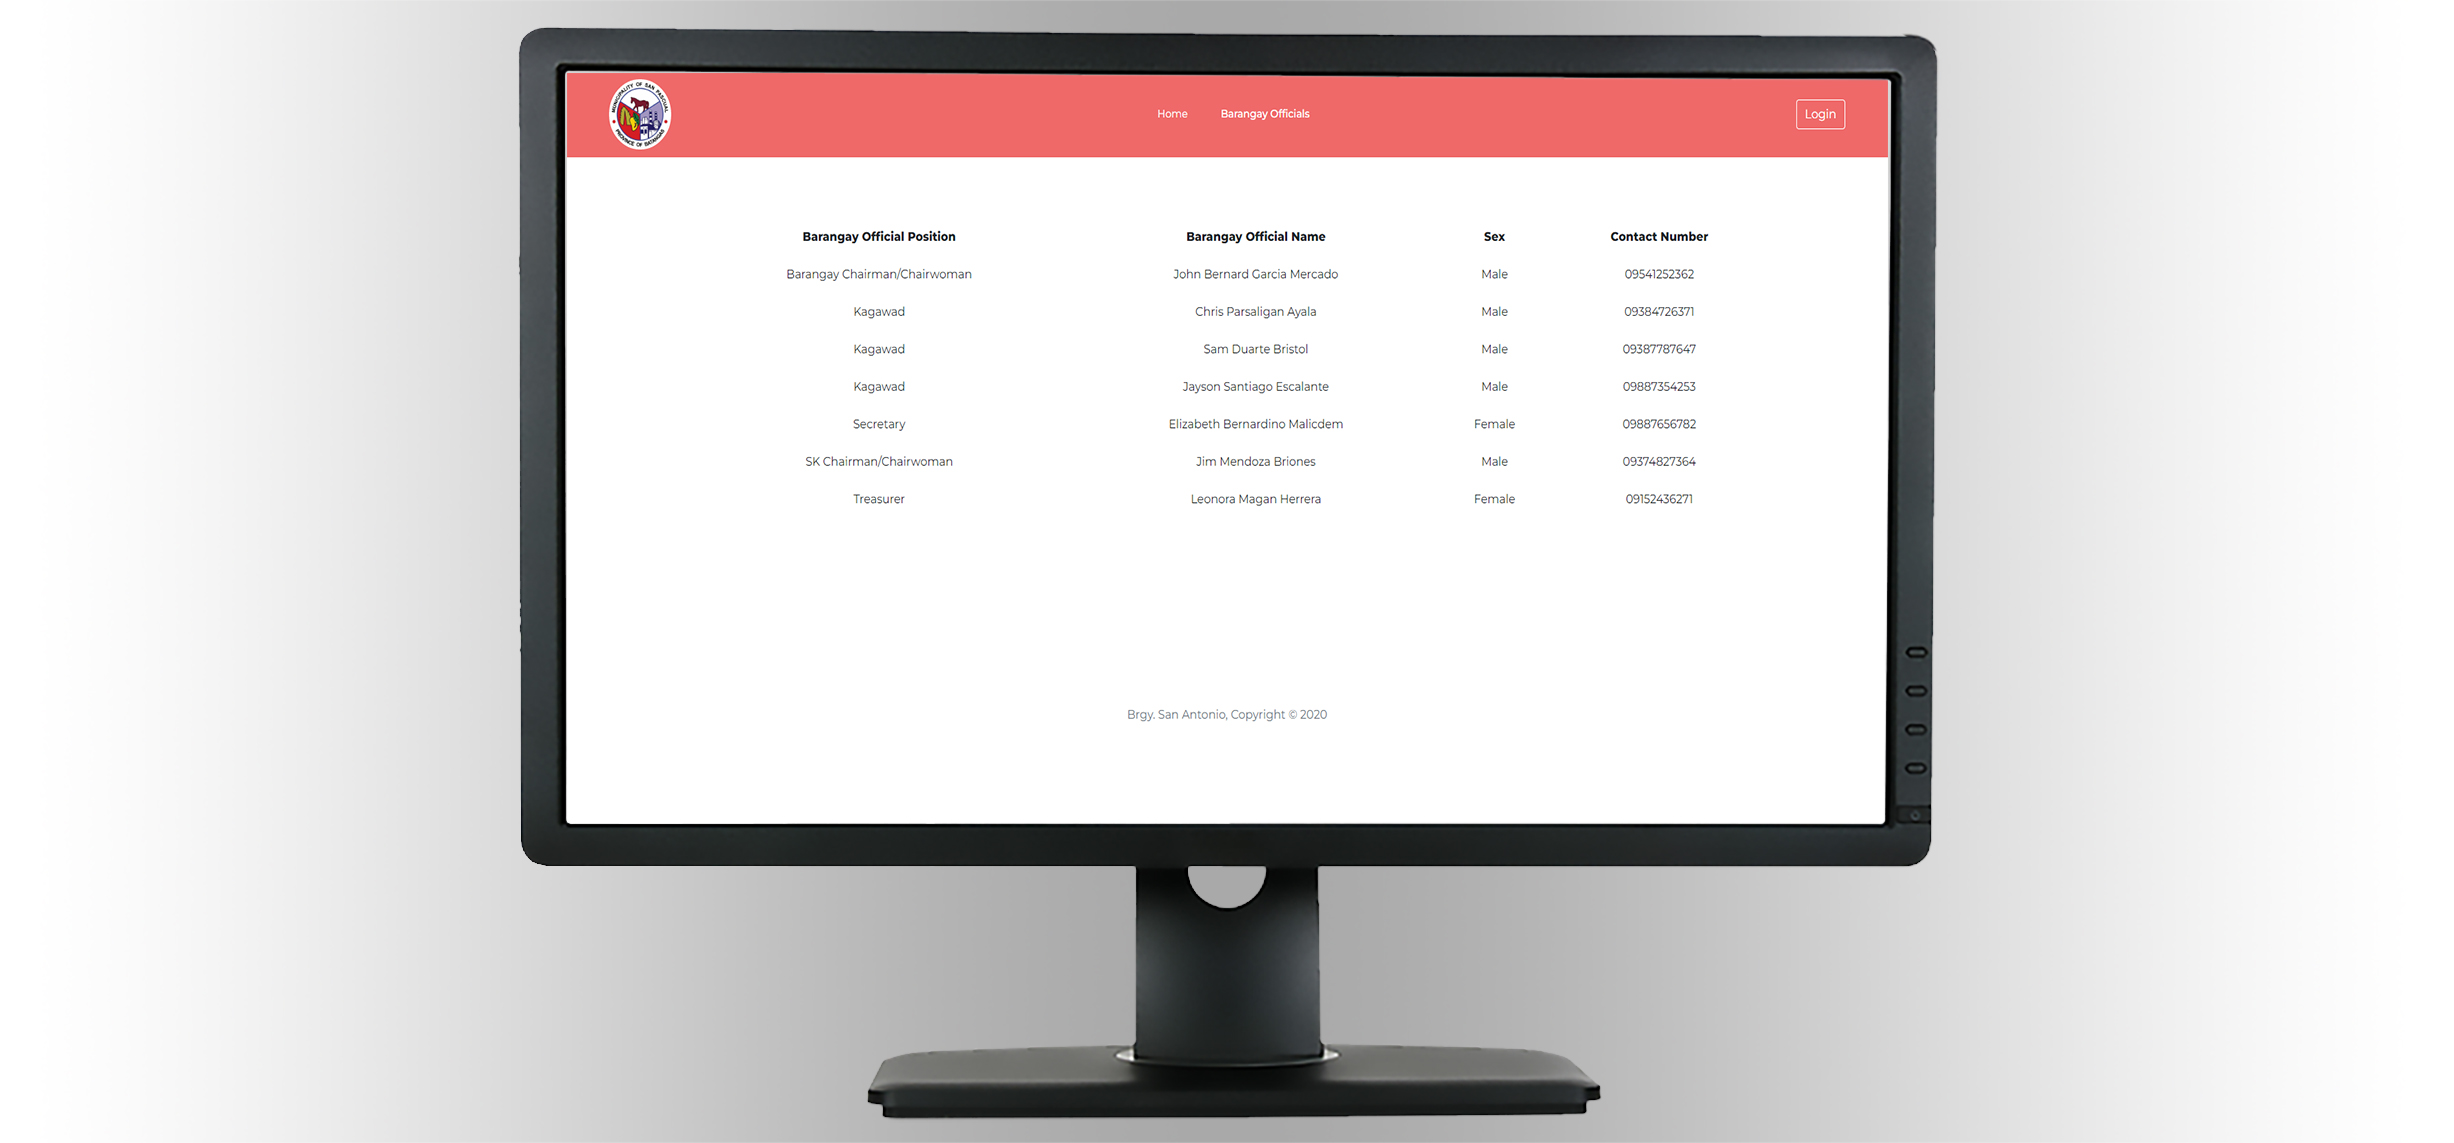 MUNICIPALITY OF SAN PASCUAL
PROVINCE OF BATANGAS
Home Barangay Officials Login
Barangay Official Position Barangay Official Name Sex Contact Number
Barangay Chairman/Chairwoman John Bernard Garcia Mercado Male 09541252362
Kagawad Chris Parsaligan Ayala Male 09384726371
Kagawad Sam Duarte Bristol Male 09387787647
Kagawad Jayson Santiago Escalante Male 09887354253
Secretary Elizabeth Bernardino Malicdem Female 09887656782
SK Chairman/Chairwoman Jim Mendoza Briones Male 09374827364
Treasurer Leonora Magan Herrera Female 09152436271
Brgy. San Antonio, Copyright © 2020